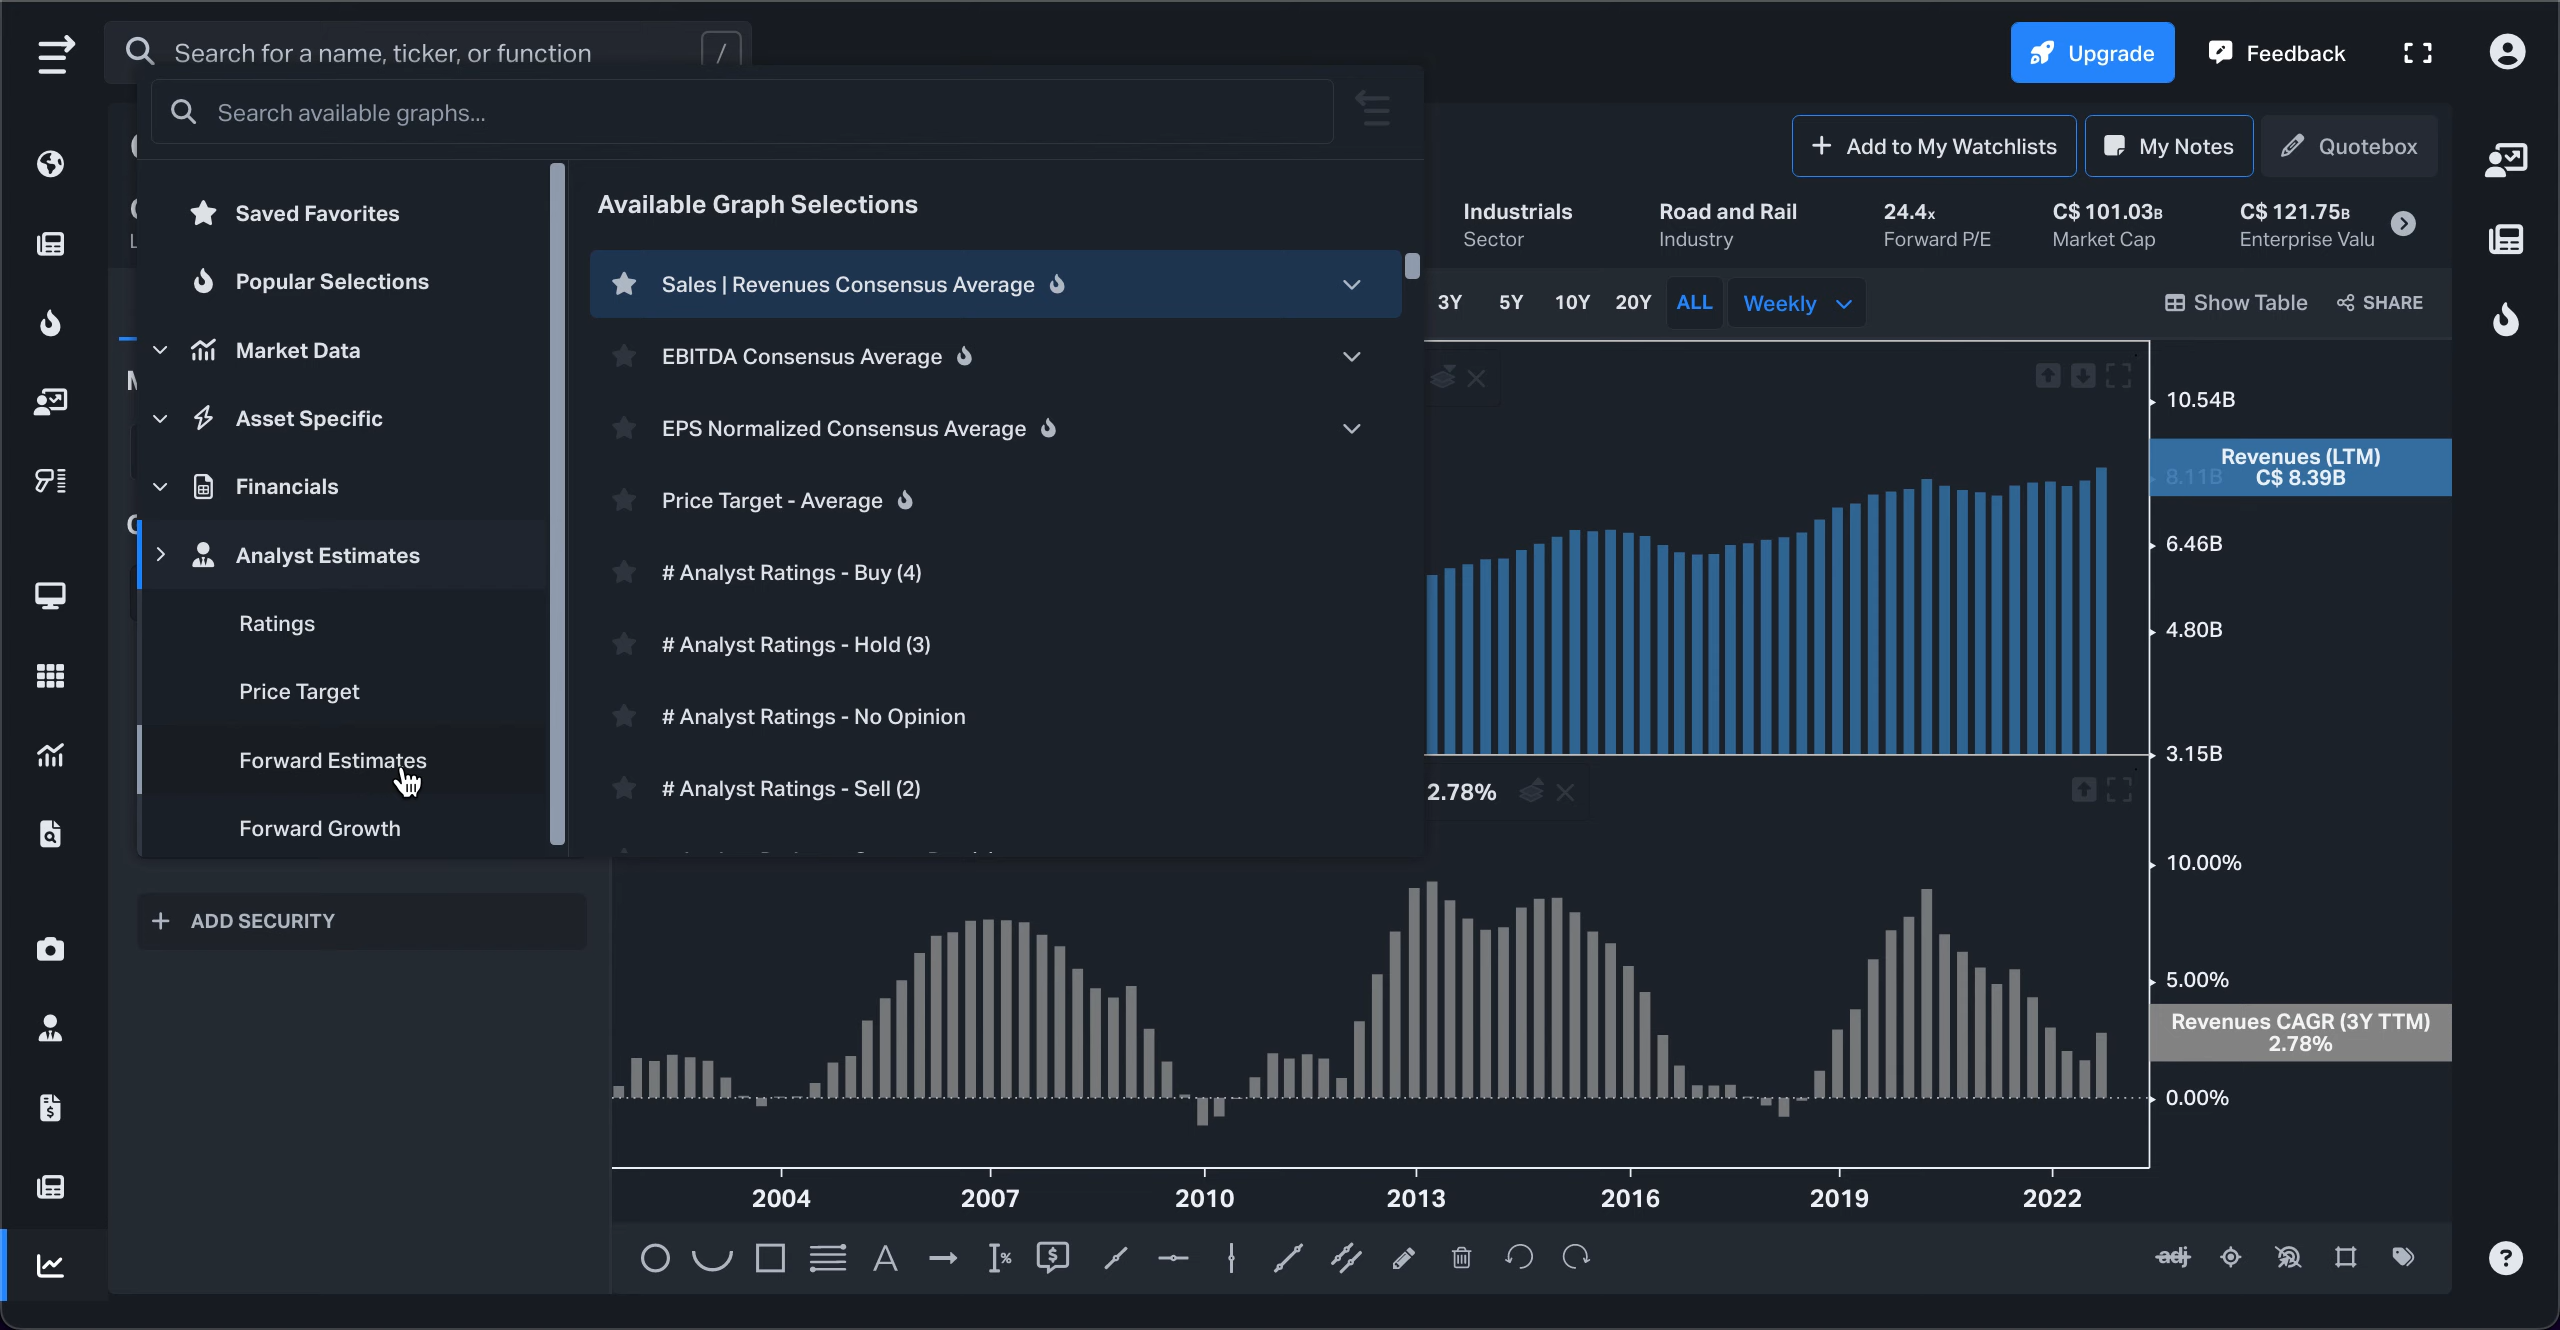 Search for a name, ticker, or function
/
Upgrade
Feedback
Search available graphs...
Add to My Watchlists
My Notes
Quotebox
Saved Favorites
Popular Selections
Market Data
Asset Specific
Financials
Analyst Estimates
Ratings
Price Target
Forward Estimates
Forward Growth
Available Graph Selections
Sales | Revenues Consensus Average
EBITDA Consensus Average
EPS Normalized Consensus Average
Price Target - Average
# Analyst Ratings - Buy (4)
# Analyst Ratings - Hold (3)
# Analyst Ratings - No Opinion
# Analyst Ratings - Sell (2)
Industrials
Sector
Road and Rail
Industry
24.4x
Forward P/E
C$ 101.03B
Market Cap
C$ 121.75B
Enterprise Valu
3Y 5Y 10Y 20Y ALL Weekly
Show Table
SHARE
10.54B
8.11B
Revenues (LTM)
C$ 8.39B
6.46B
4.80B
3.15B
2.78%
10.00%
5.00%
Revenues CAGR (3Y TTM)
2.78%
0.00%
+ ADD SECURITY
2004 2007 2010 2013 2016 2019 2022
A
%
$
adj
?